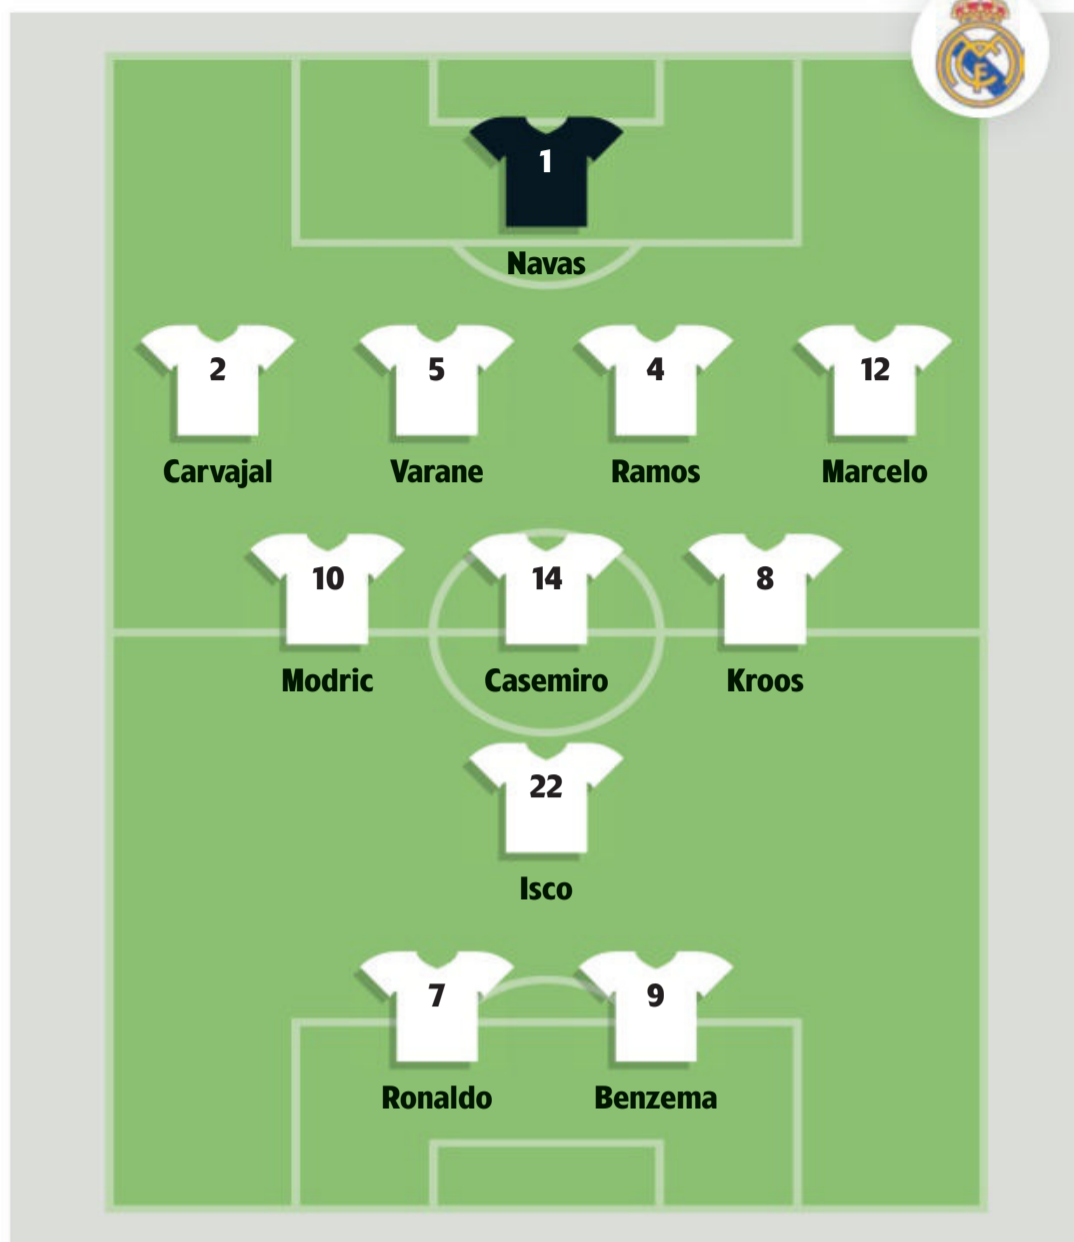 1
Navas
2 5 4 12
Carvajal Varane Ramos Marcelo
10 14 8
Modric Casemiro Kroos
22
Isco
7 9
Ronaldo Benzema